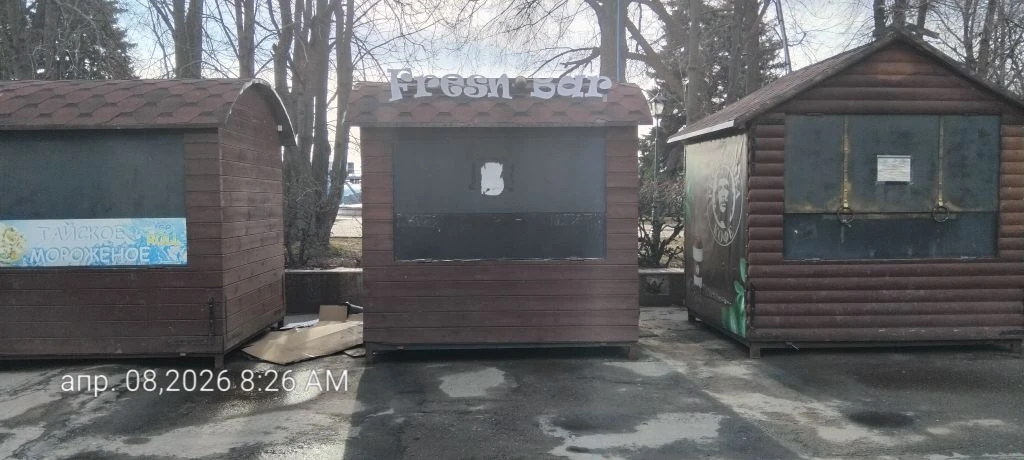 Fresh Bar
ТАЙСКОЕ
МОРОЖЕНОЕ
апр. 08,2026 8:26 AM